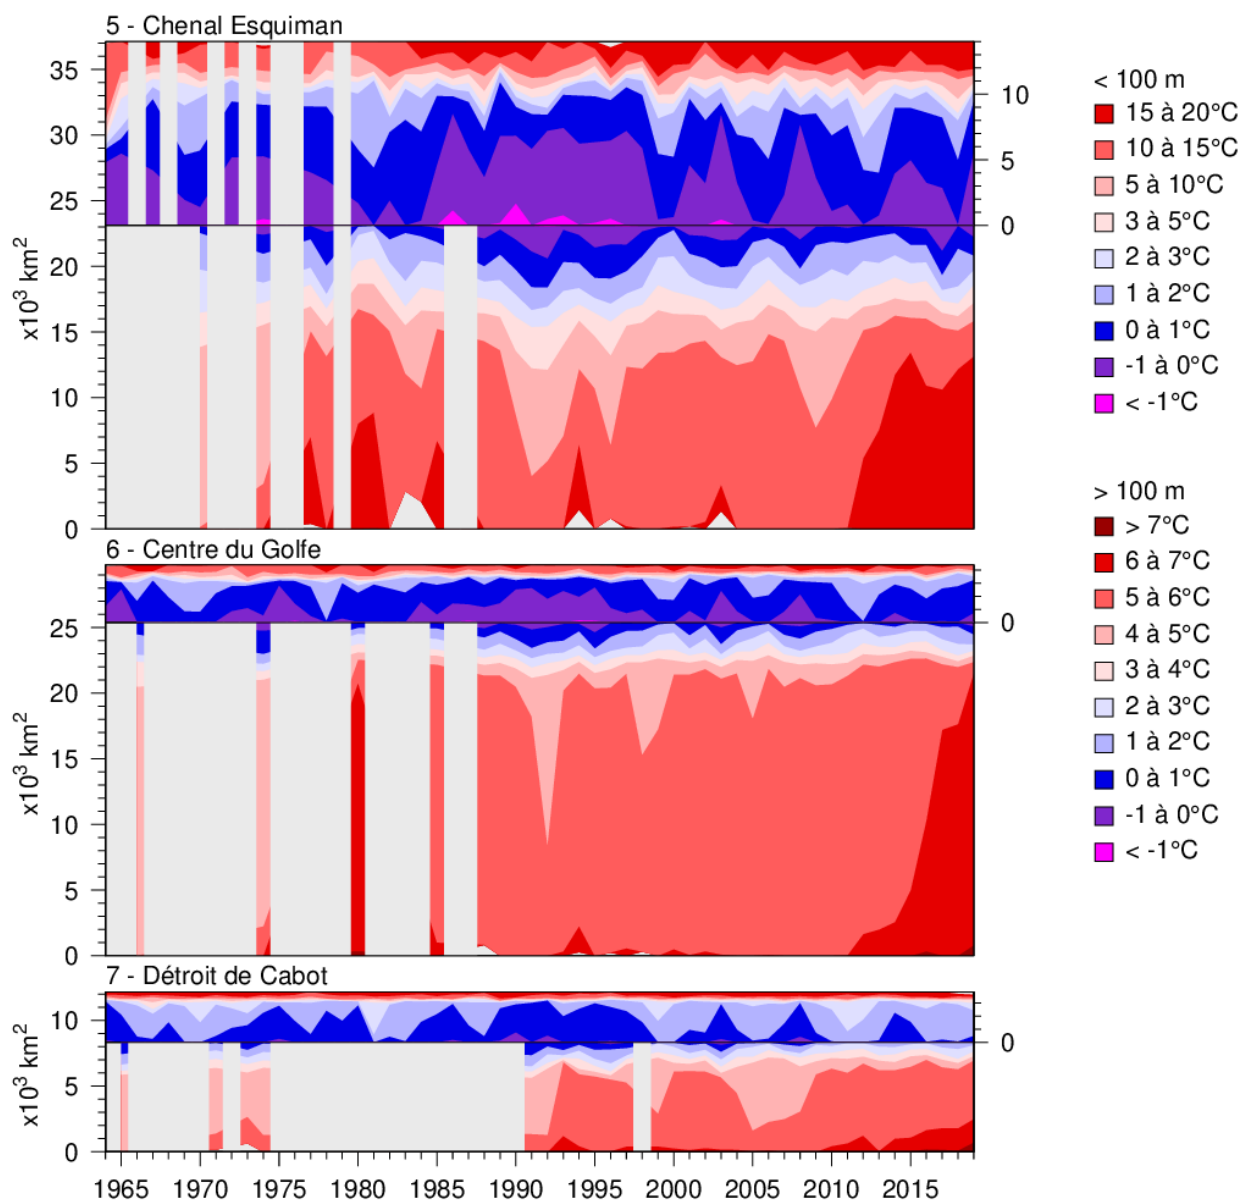 5 - Chenal Esquiman
35
30
25
20
15
10
5
0
x10³ km²
10
5
0
6 - Centre du Golfe
25
20
15
10
5
0
x10³ km²
0
7 - Détroit de Cabot
10
5
0
x10³ km²
0
1965 1970 1975 1980 1985 1990 1995 2000 2005 2010 2015
< 100 m
15 à 20°C
10 à 15°C
5 à 10°C
3 à 5°C
2 à 3°C
1 à 2°C
0 à 1°C
-1 à 0°C
< -1°C
> 100 m
> 7°C
6 à 7°C
5 à 6°C
4 à 5°C
3 à 4°C
2 à 3°C
1 à 2°C
0 à 1°C
-1 à 0°C
< -1°C